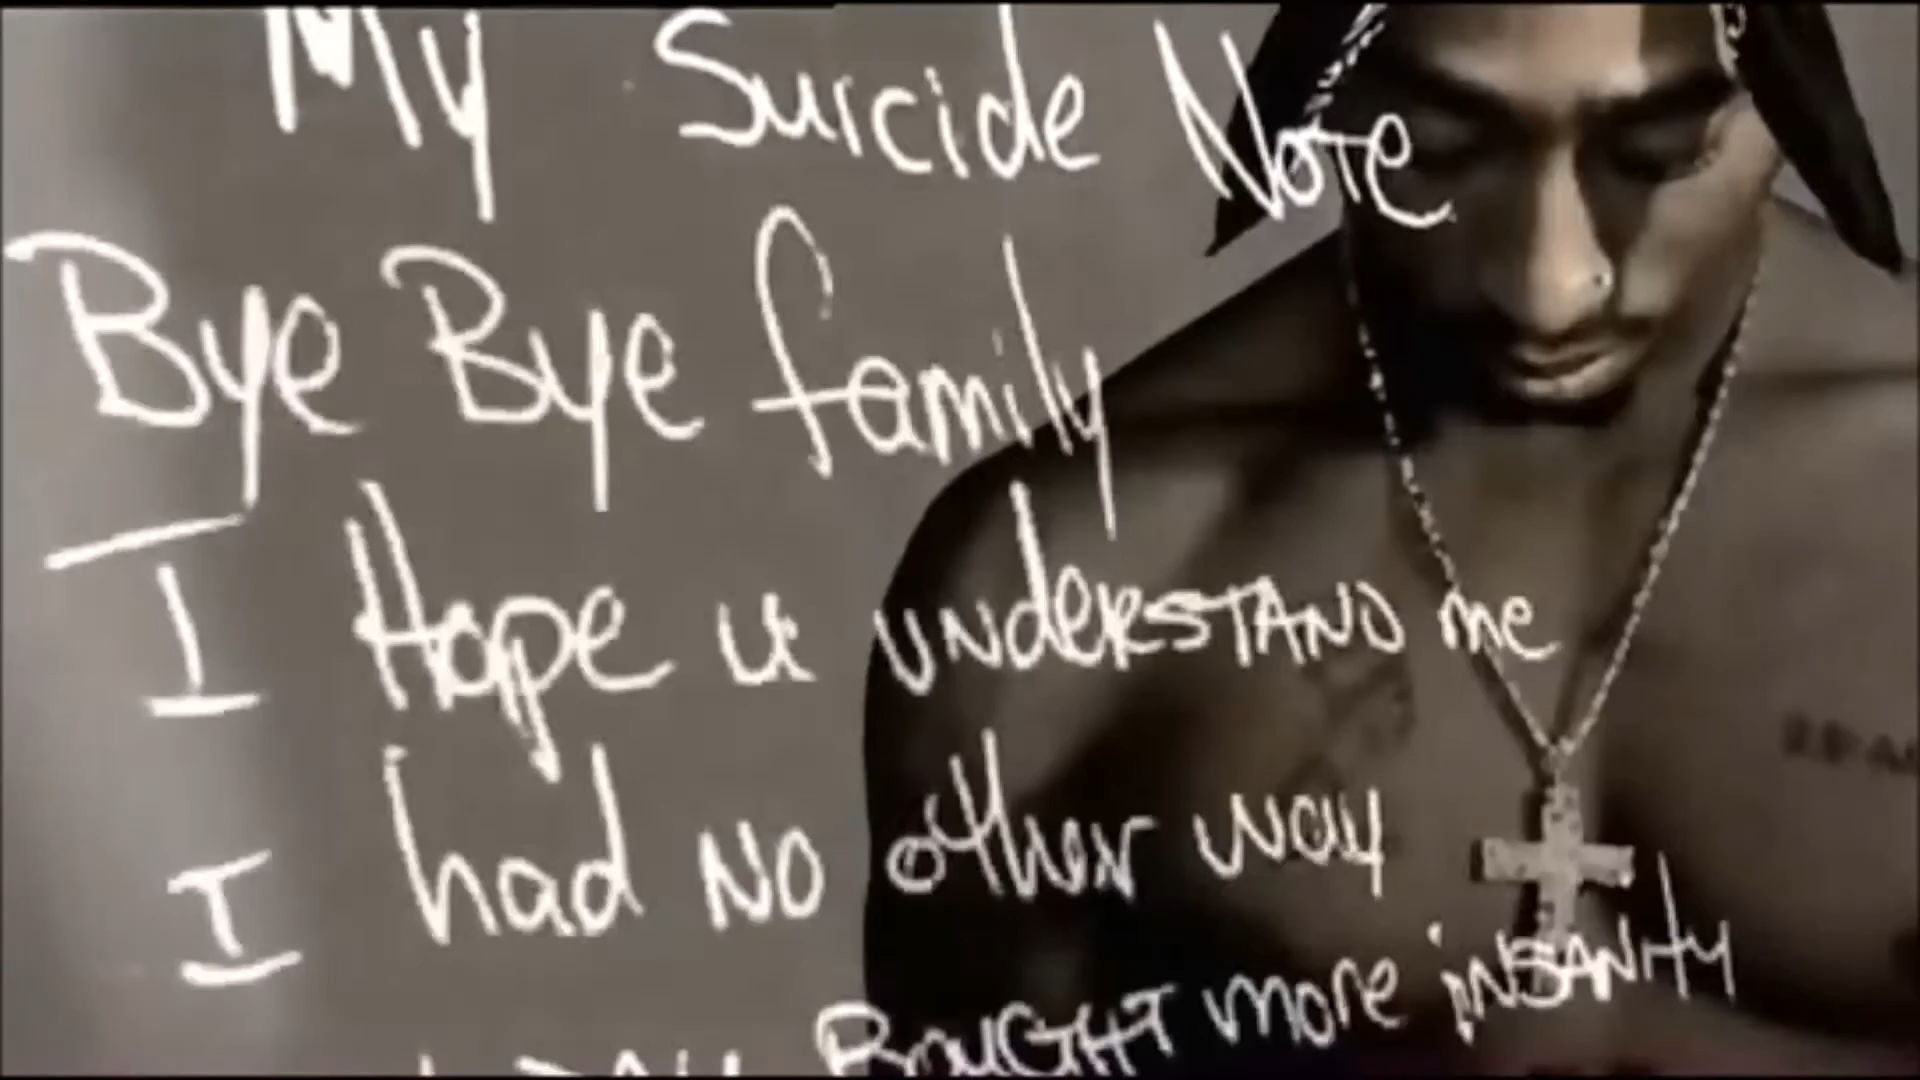 My Suicide Note
Bye Bye family
I Hope u understand me
I had no other way
Bought more insanity